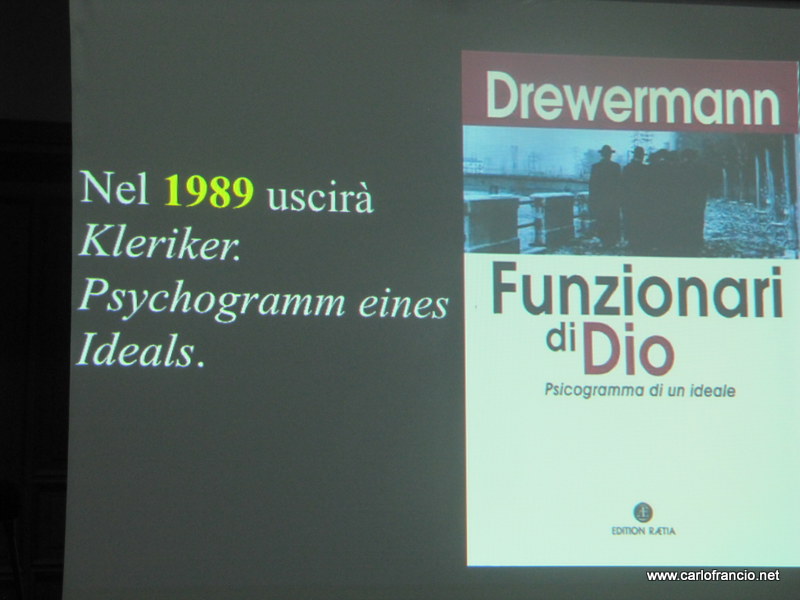 Nel 1989 uscirà
Kleriker.
Psychogramm eines
Ideals.
Drewermann
Funzionari
di Dio
Psicogramma di un ideale
Æ
EDITION RÆTIA
www.carlofrancio.net